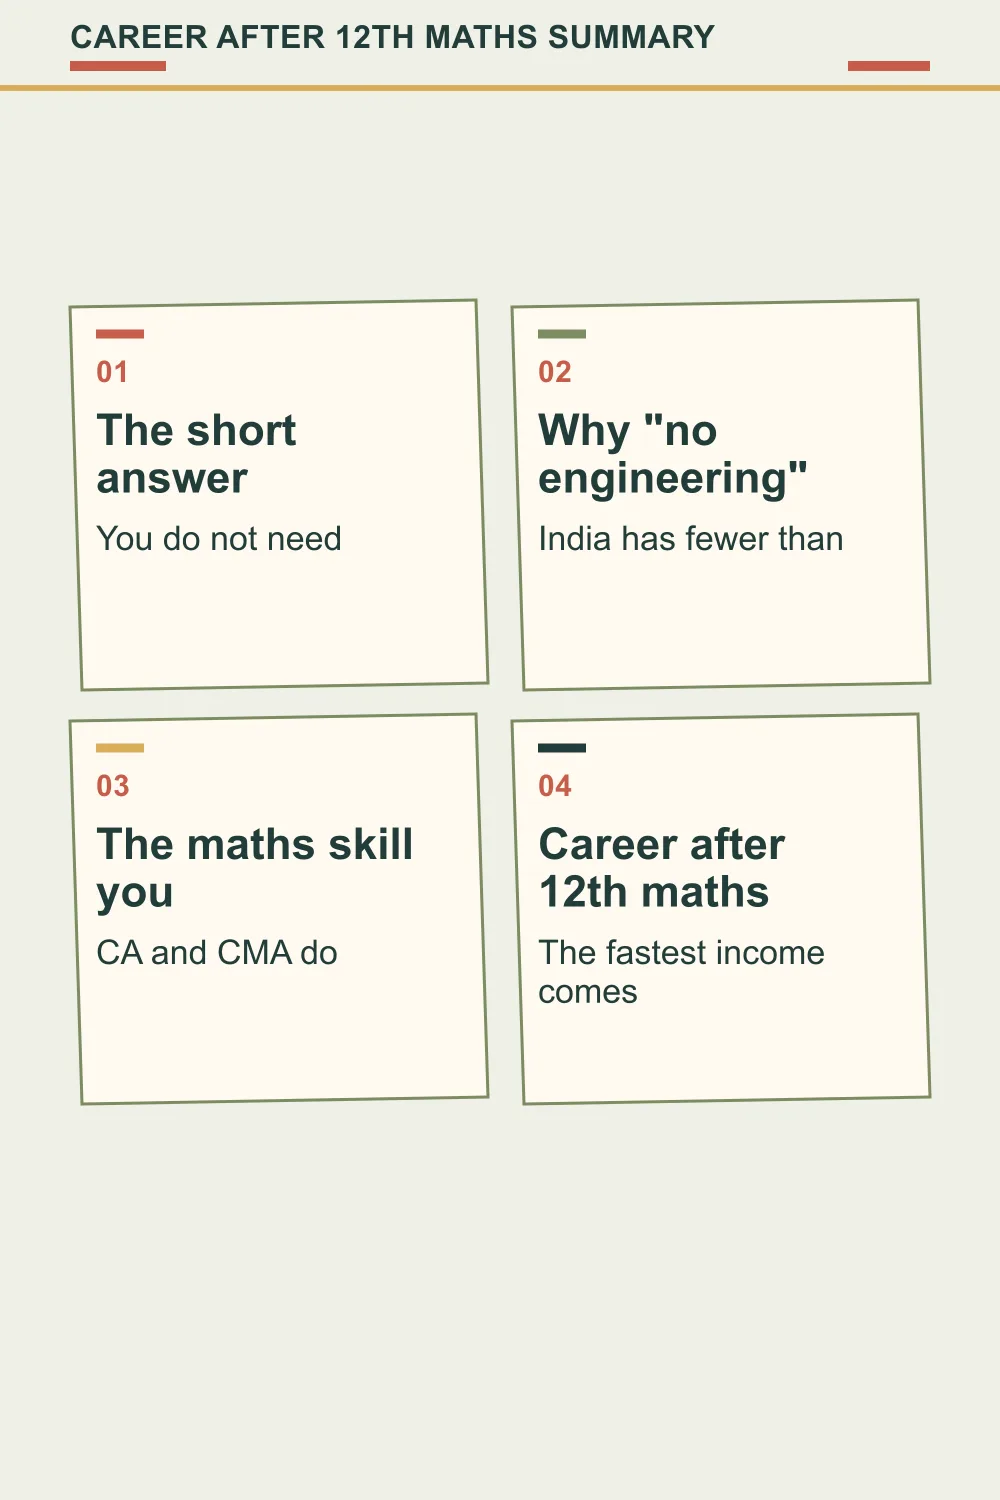 CAREER AFTER 12TH MATHS SUMMARY
01
The short
answer
You do not need
02
Why "no
engineering"
India has fewer than
03
The maths skill
you
CA and CMA do
04
Career after
12th maths
The fastest income
comes